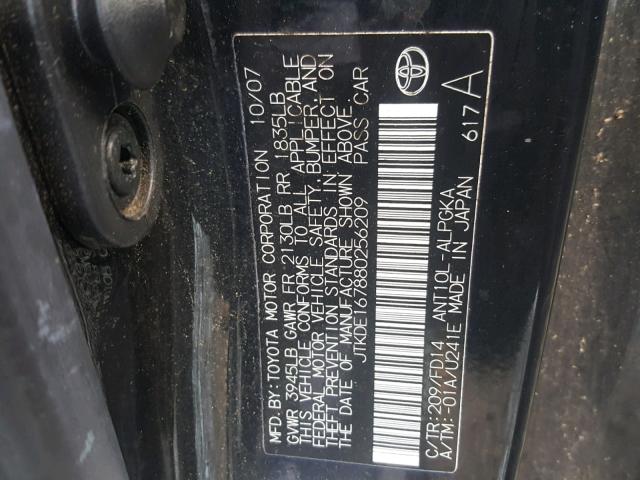 MFD.BY:TOYOTA MOTOR CORPORATION 10/07
GVWR 3945LB GAWR FR 2130LB RR 1835LB
THIS VEHICLE CONFORMS TO ALL APPLICABLE
FEDERAL MOTOR VEHICLE SAFETY, BUMPER, AND
THEFT PREVENTION STANDARDS IN EFFECT ON
THE DATE OF MANUFACTURE SHOWN ABOVE.
JTKDE167880256209 PASS CAR
C/TR:209/FD14 ANT10L-ALPGKA
A/TM:-01A/U241E MADE IN JAPAN 617 A